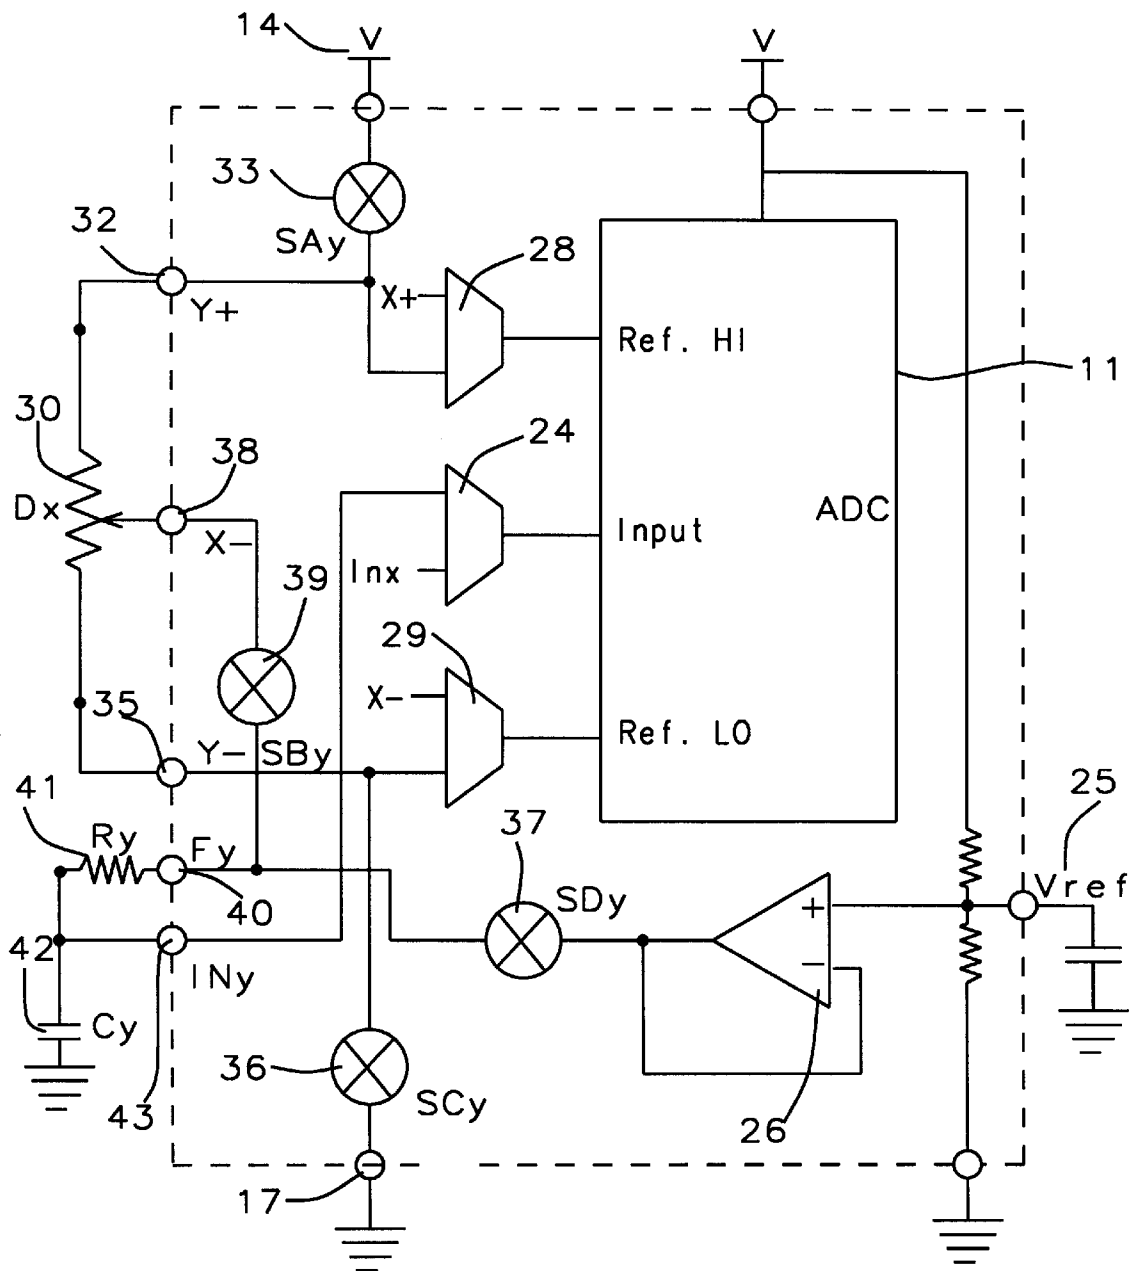 14
V
V
33
SAy
32
Y+
28
X+
Ref. HI
11
30
24
38
Dx
X-
Input
ADC
Inx
39
29
X-
35
Ref. LO
Y-
SBy
41
37
25
Ry
Fy
Vref
40
SDy
+
42
-
INy
Cy
36
43
SCy
26
17